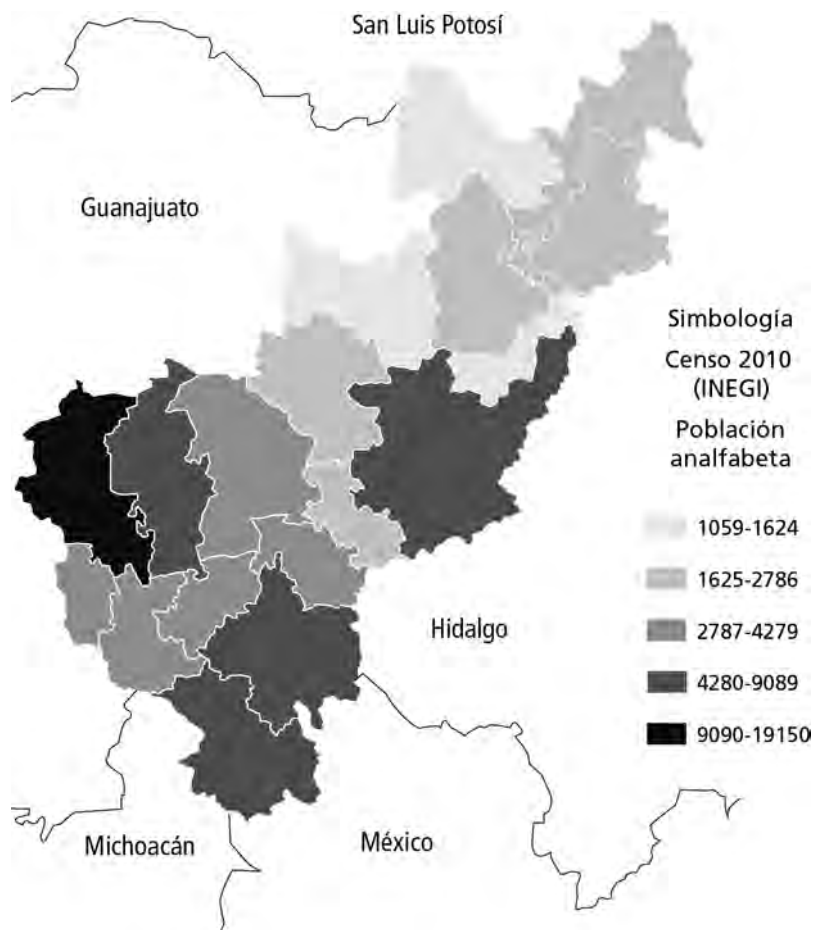 San Luis Potosí
Guanajuato
Simbología
Censo 2010
(INEGI)
Población
analfabeta
1059-1624
1625-2786
2787-4279
4280-9089
9090-19150
Hidalgo
Michoacán
México